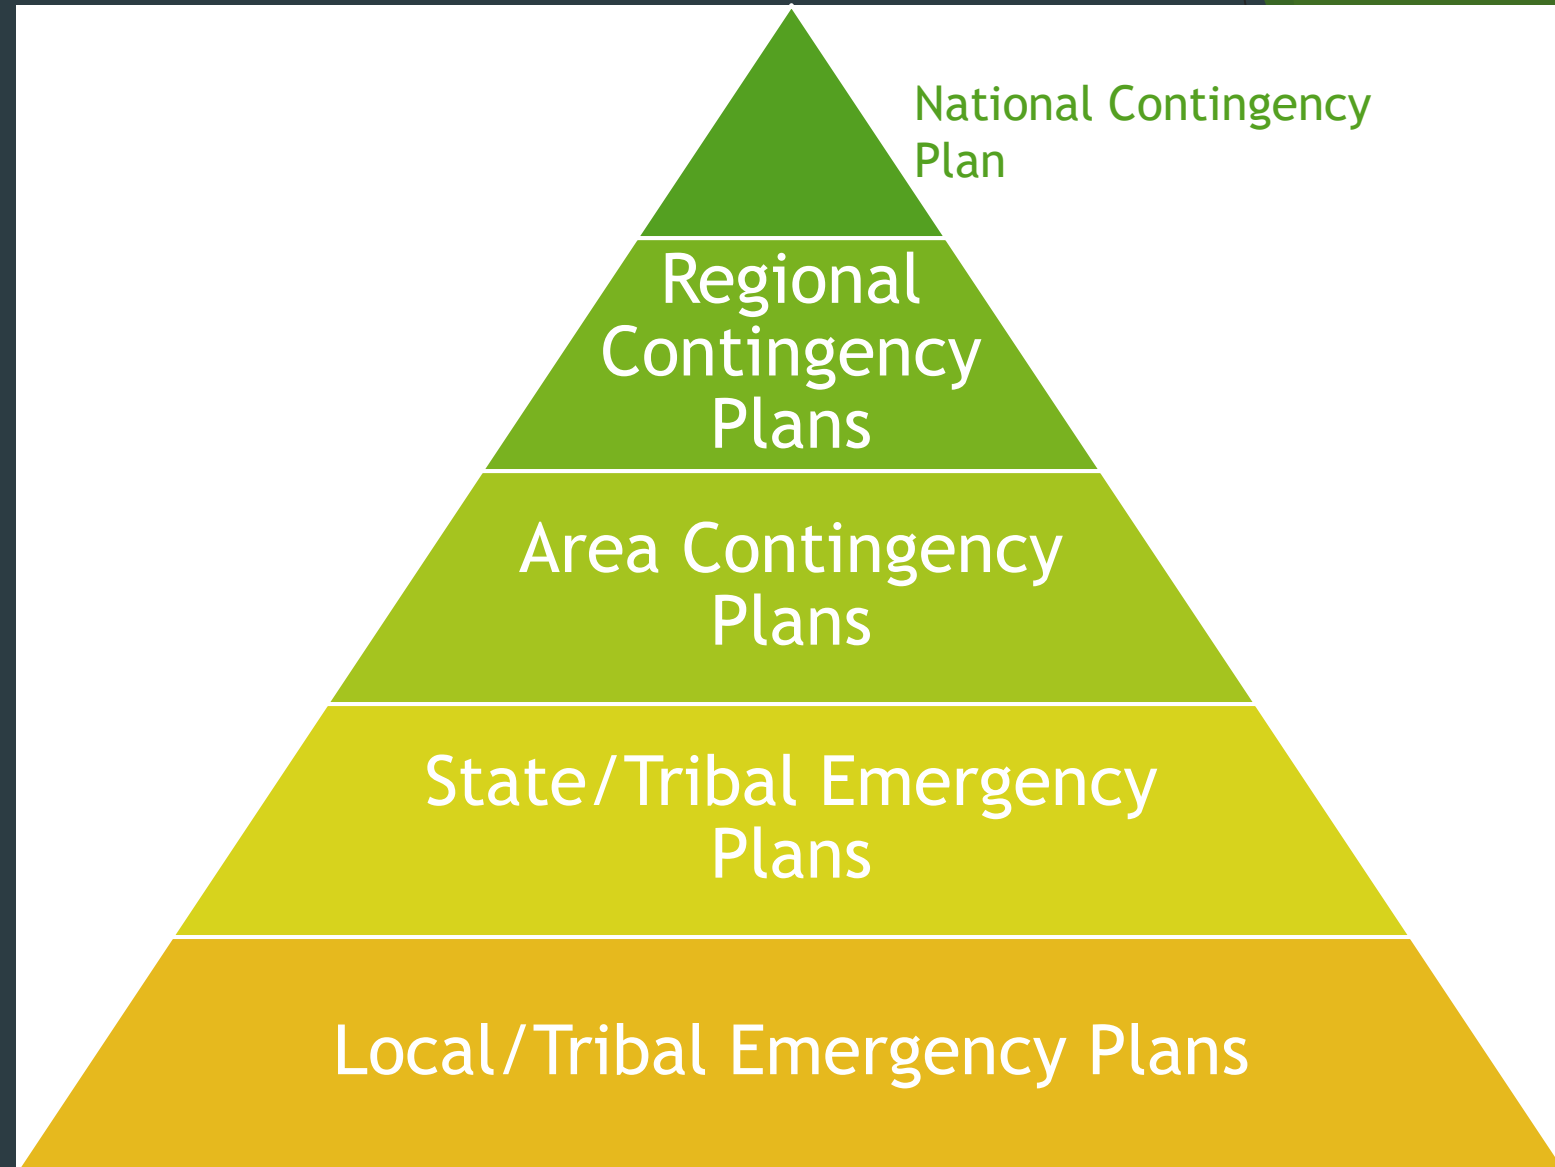 National Contingency
Plan
Regional
Contingency
Plans
Area Contingency
Plans
State/Tribal Emergency
Plans
Local/Tribal Emergency Plans